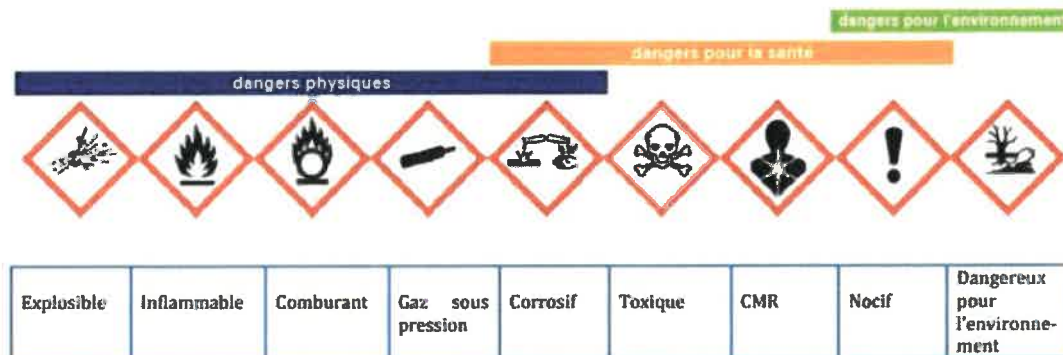 dangers pour l'environnement
dangers pour la santé
dangers physiques
Explosible
Inflammable
Comburant
Gaz sous
pression
Corrosif
Toxique
CMR
Nocif
Dangereux
pour
l'environne-
ment